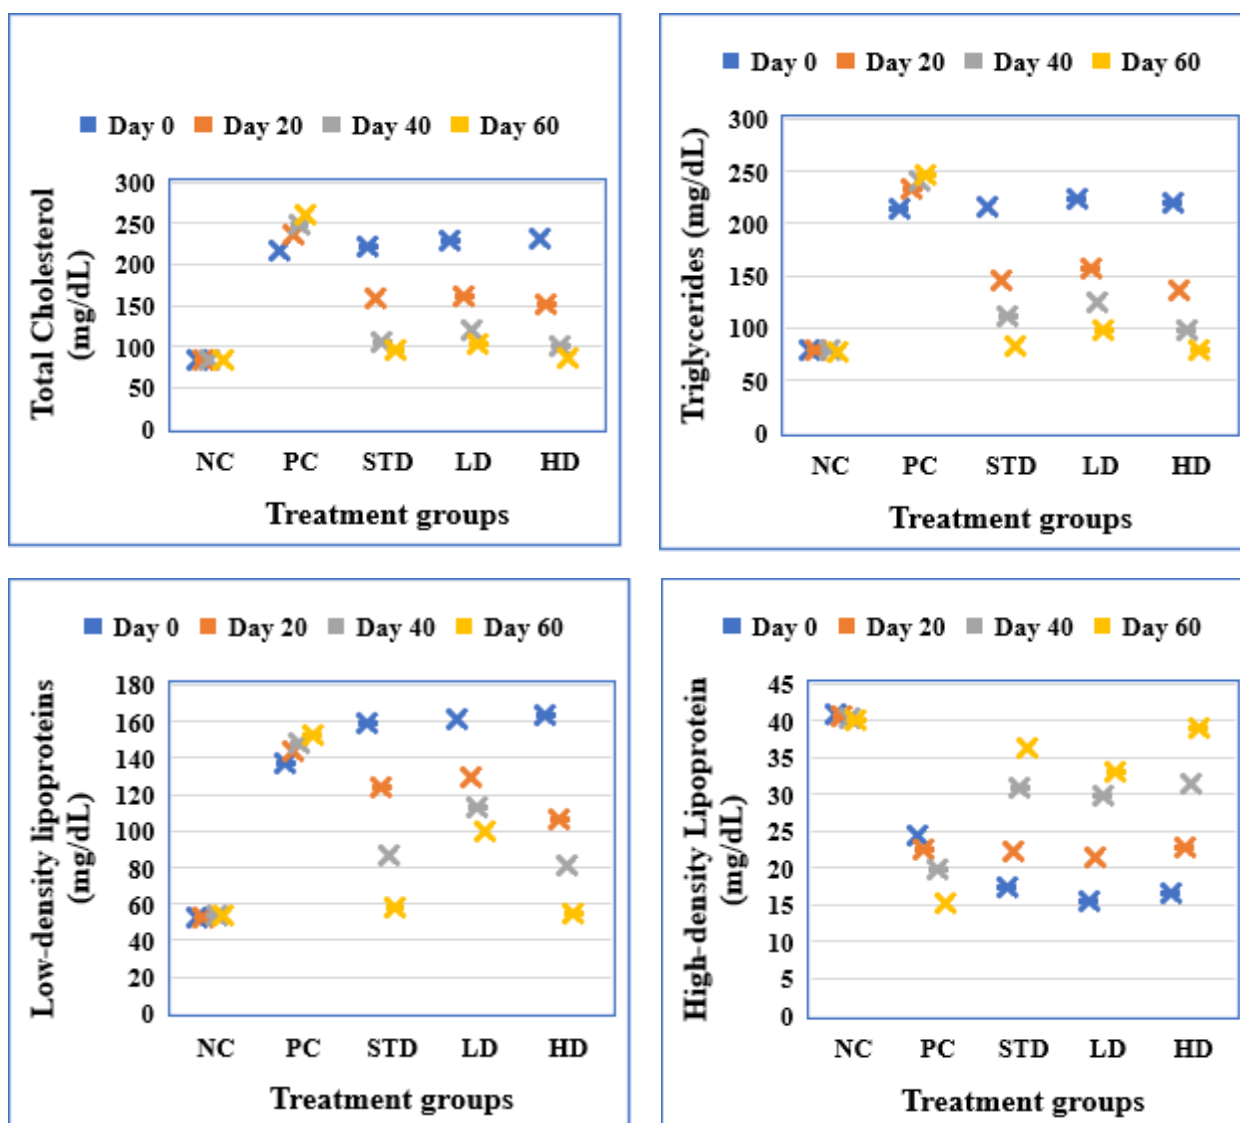 Day 0 Day 20 Day 40 Day 60
Total Cholesterol
(mg/dL)
300
250
200
150
100
50
0
NC PC STD LD HD
Treatment groups
Day 0 Day 20 Day 40 Day 60
Triglycerides (mg/dL)
300
250
200
150
100
50
0
NC PC STD LD HD
Treatment groups
Day 0 Day 20 Day 40 Day 60
Low-density lipoproteins
(mg/dL)
180
160
140
120
100
80
60
40
20
0
NC PC STD LD HD
Treatment groups
Day 0 Day 20 Day 40 Day 60
High-density Lipoprotein
(mg/dL)
45
40
35
30
25
20
15
10
5
0
NC PC STD LD HD
Treatment groups